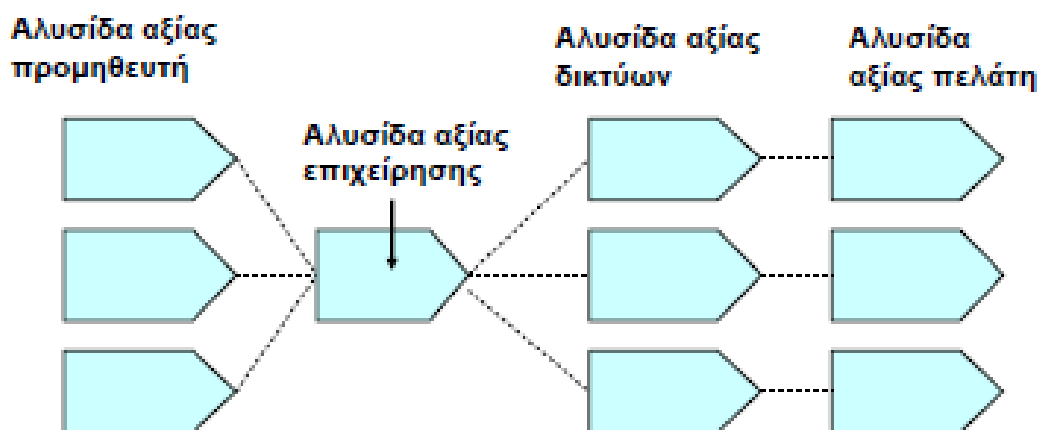 Αλυσίδα αξίας
προμηθευτή
Αλυσίδα αξίας
επιχείρησης
Αλυσίδα αξίας
δικτύων
Αλυσίδα
αξίας πελάτη